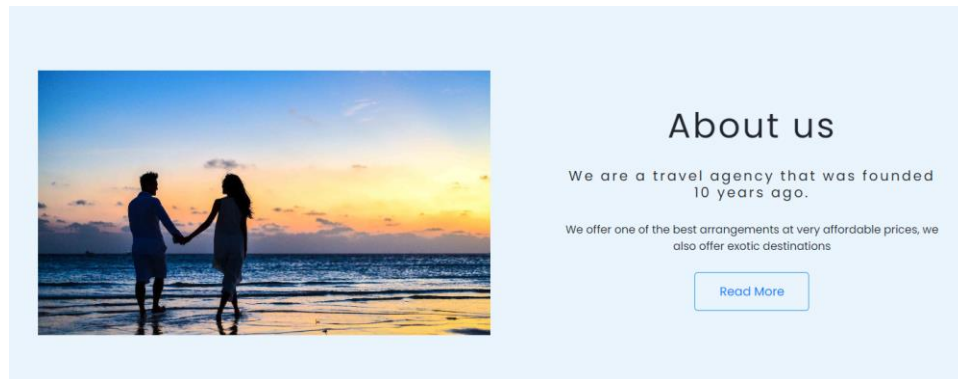 About us
We are a travel agency that was founded
10 years ago.
We offer one of the best arrangements at very affordable prices, we
also offer exotic destinations
Read More